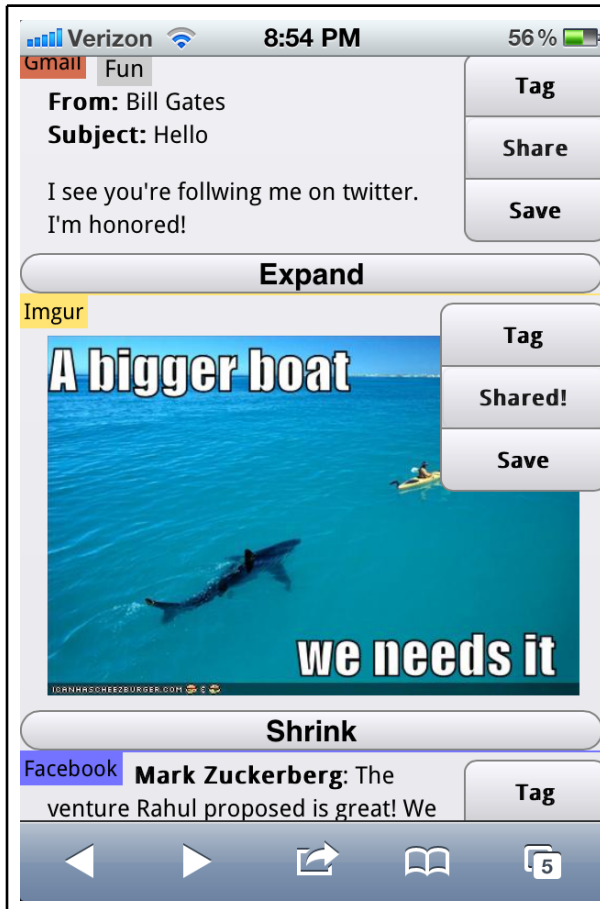 Verizon 8:54 PM 56%
Gmail Fun
Tag
From: Bill Gates
Subject: Hello
Share
I see you're follwing me on twitter.
I'm honored!
Save
Expand
Imgur
Tag
A bigger boat
Shared!
Save
we needs it
ICANHASCHEEZBURGER.COM
Shrink
Facebook Mark Zuckerberg: The
venture Rahul proposed is great! We
Tag
5